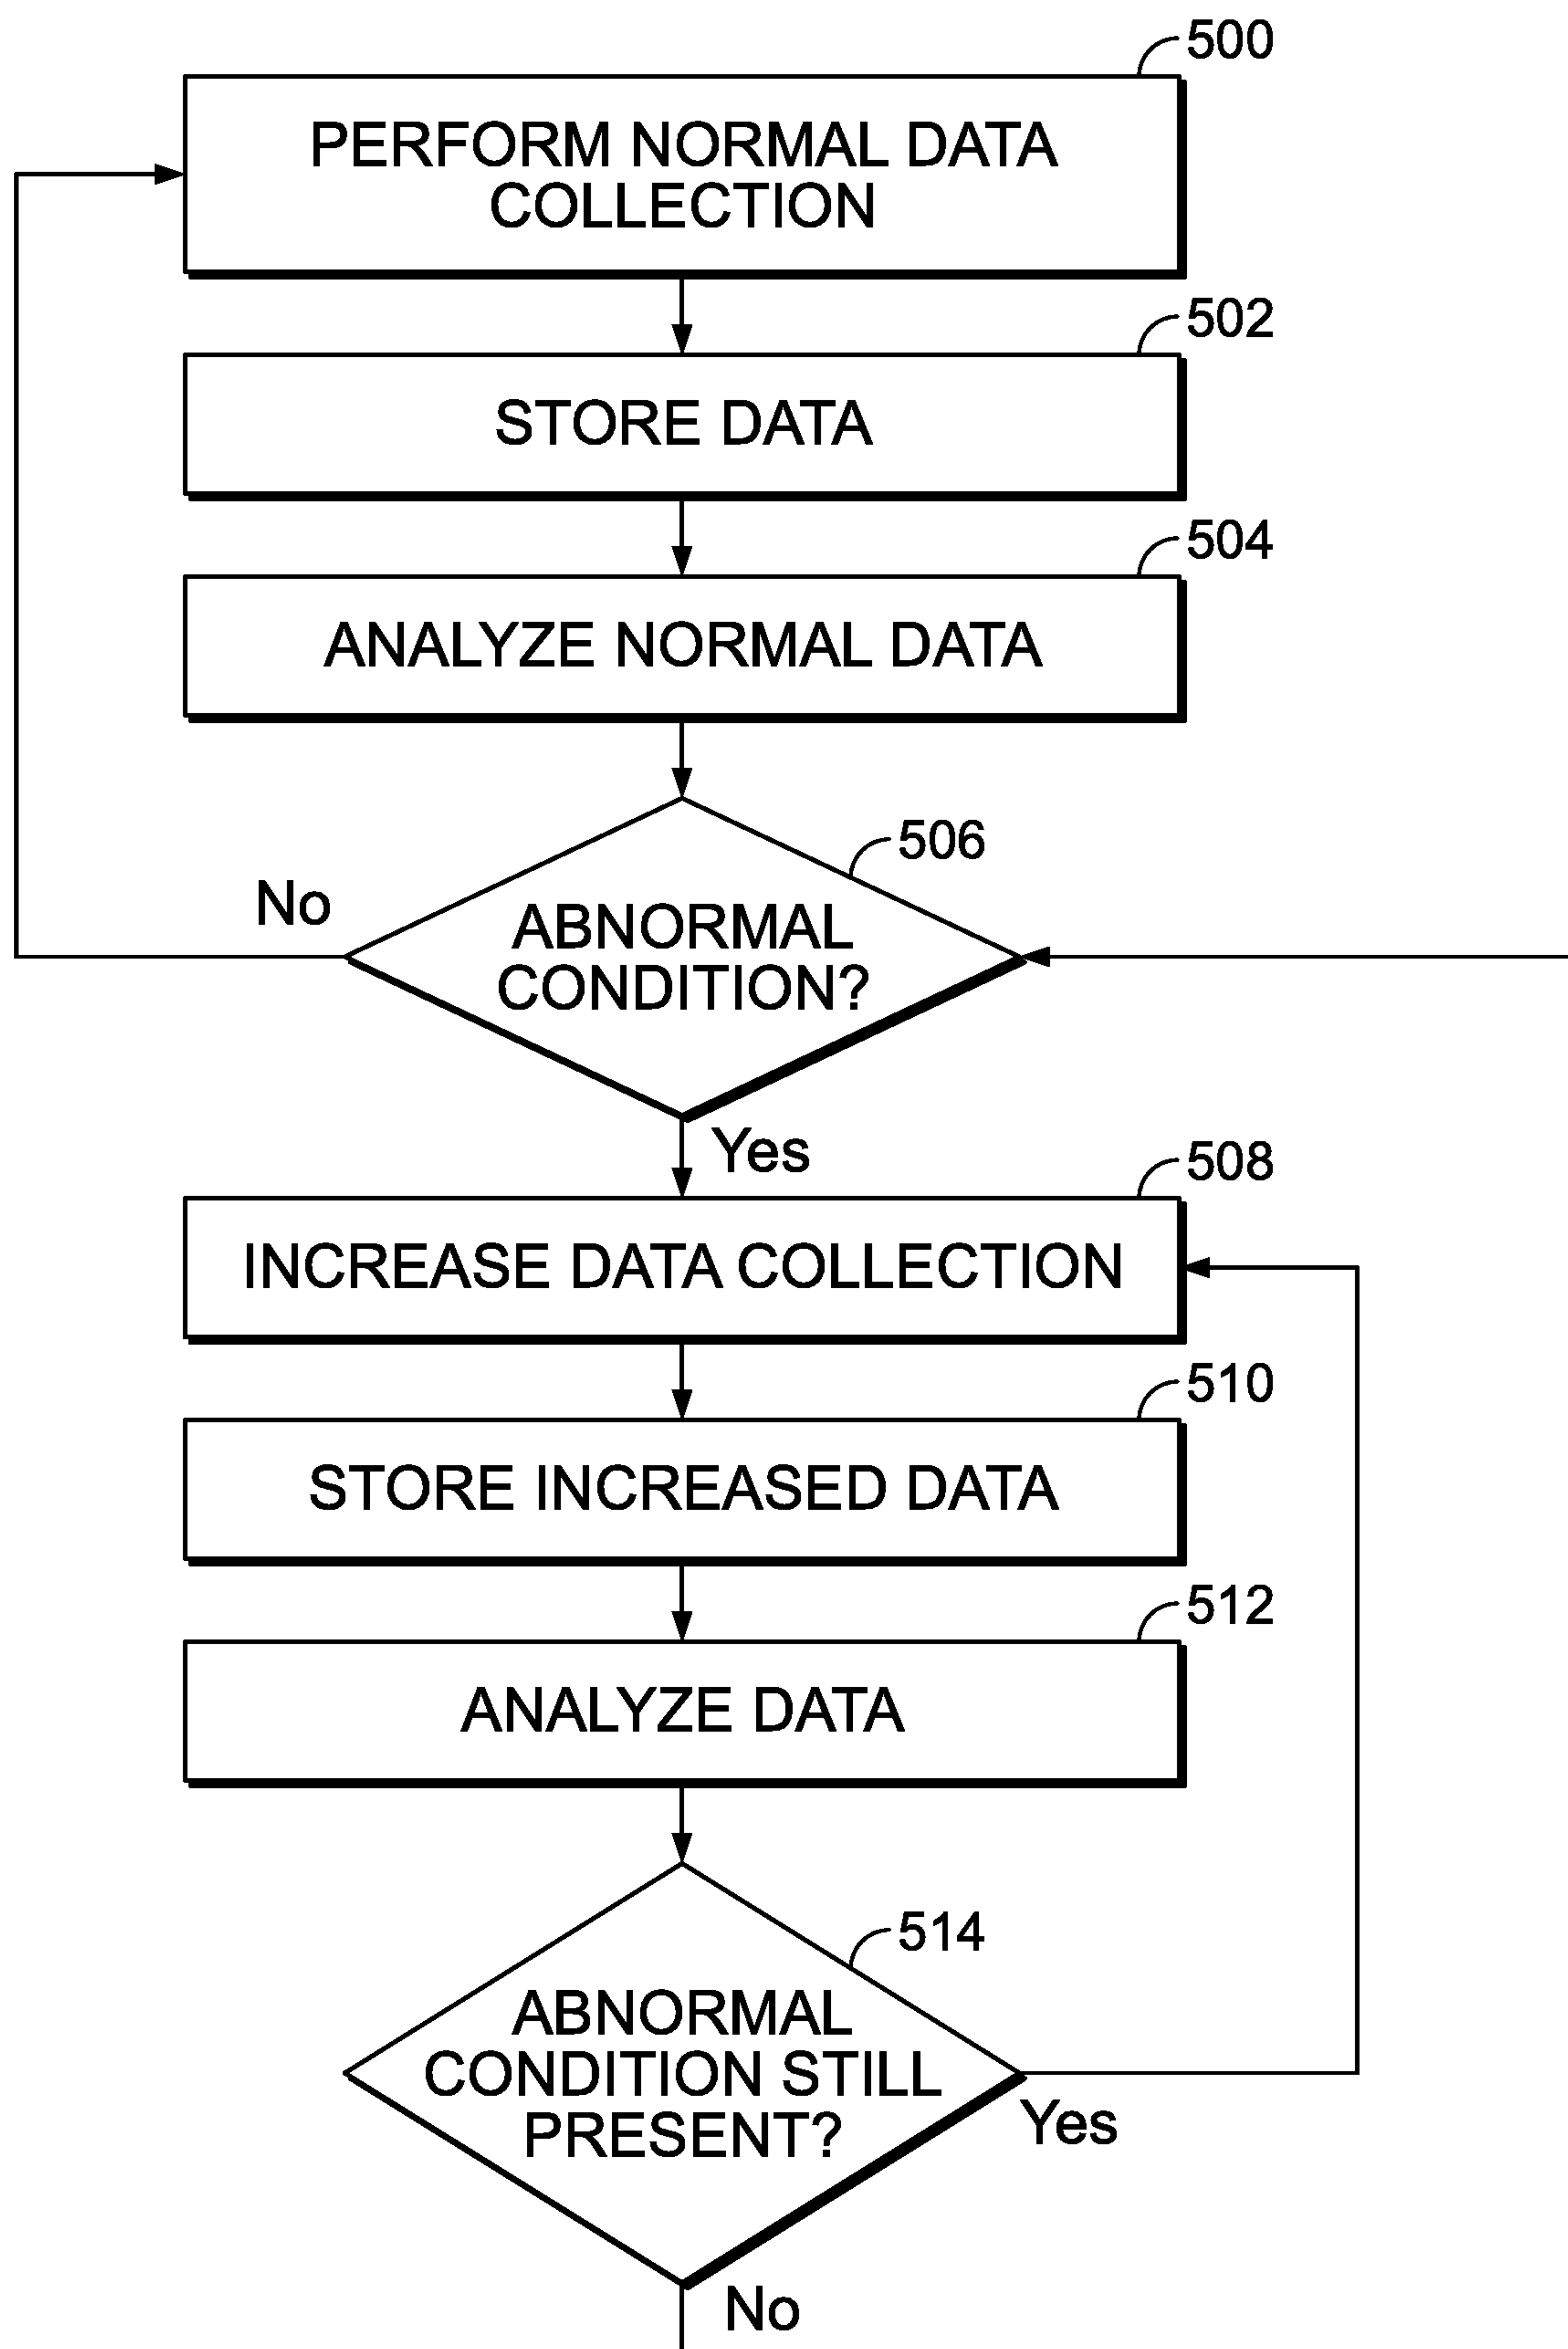 500
PERFORM NORMAL DATA
COLLECTION
502
STORE DATA
504
ANALYZE NORMAL DATA
506
No
ABNORMAL
CONDITION?
Yes
508
INCREASE DATA COLLECTION
510
STORE INCREASED DATA
512
ANALYZE DATA
514
ABNORMAL
CONDITION STILL
PRESENT?
Yes
No